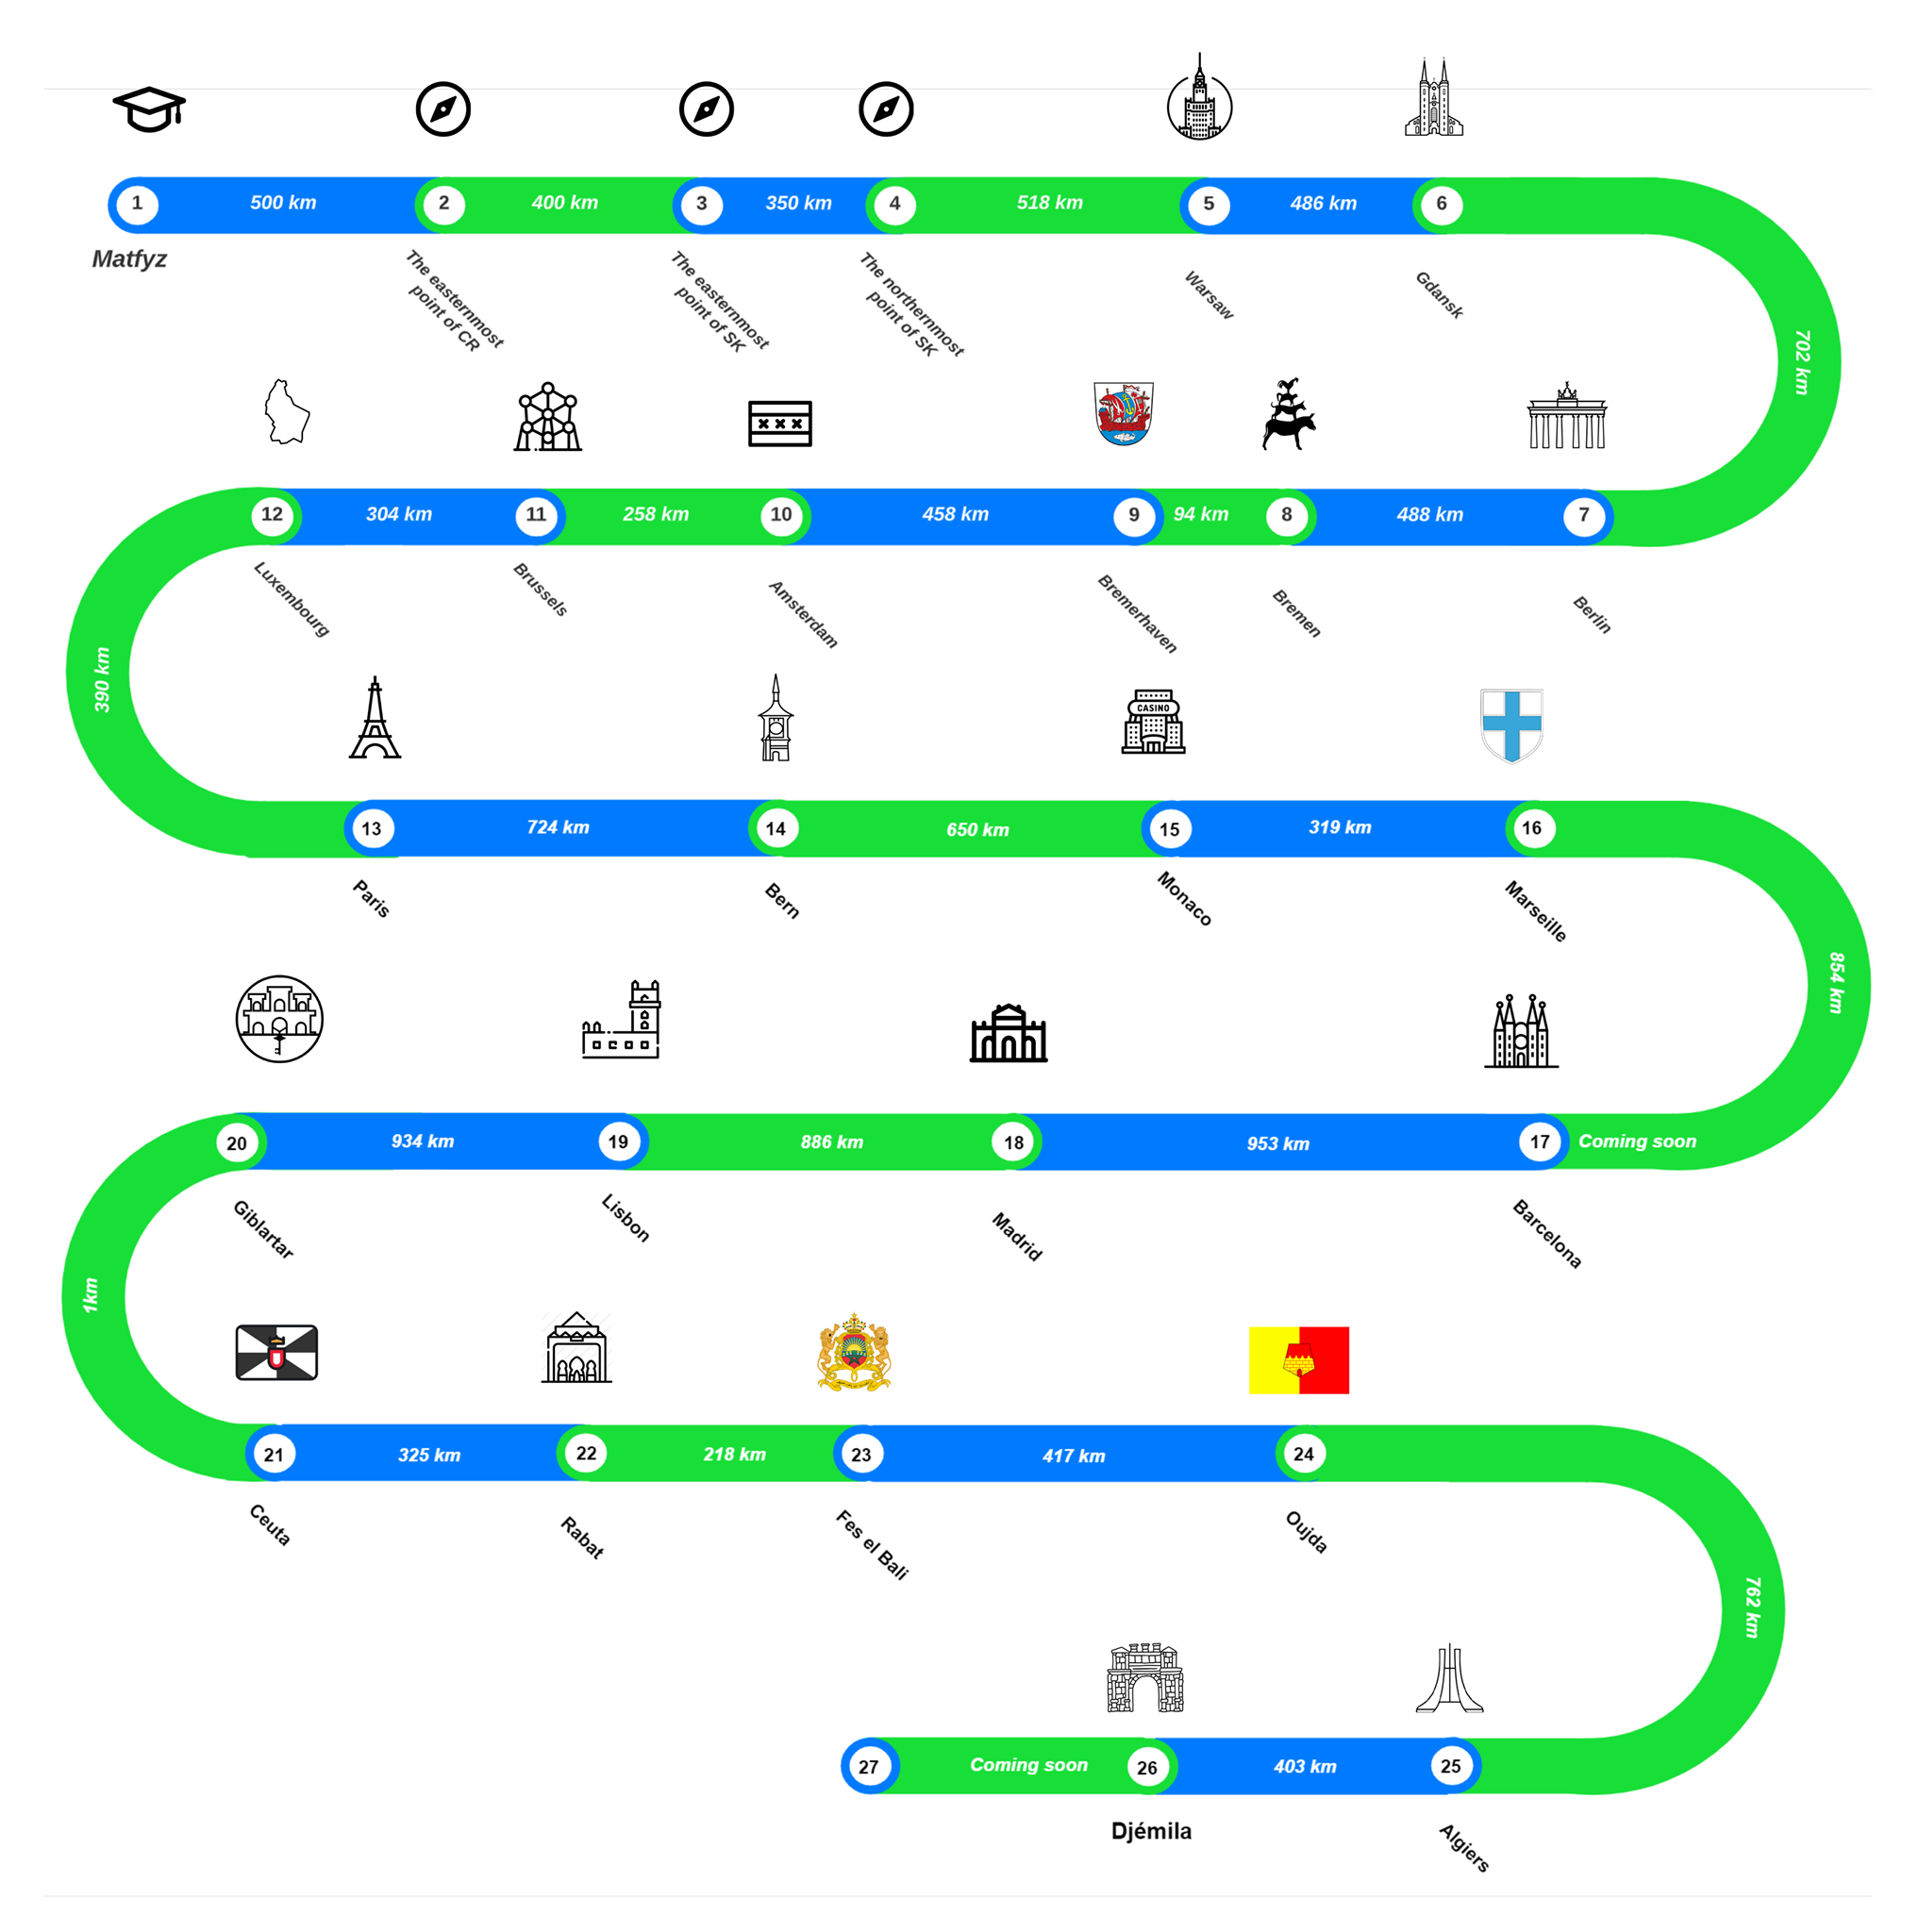 1
500 km
2
400 km
3
350 km
4
518 km
5
486 km
6
Matfyz
The easternmost
point of CR
The easternmost
point of SK
The northernmost
point of SK
Warsaw
Gdansk
702 km
12
304 km
11
258 km
10
458 km
9
94 km
8
488 km
7
Luxembourg
Brussels
Amsterdam
Bremerhaven
Bremen
Berlin
390 km
CASINO
13
724 km
14
650 km
15
319 km
16
Paris
Bern
Monaco
Marseille
854 km
20
934 km
19
886 km
18
953 km
17
Coming soon
Giblartar
Lisbon
Madrid
Barcelona
1km
21
325 km
22
218 km
23
417 km
24
Ceuta
Rabat
Fes el Bali
Oujda
762 km
27
Coming soon
26
403 km
25
Djémila
Algiers